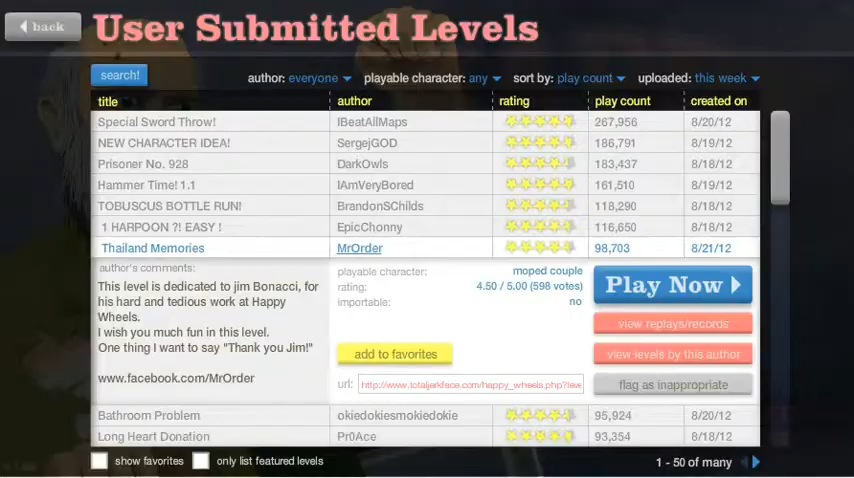 back
User Submitted Levels
search!
author: everyone playable character: any sort by: play count uploaded: this week
title author rating play count created on
Special Sword Throw! IBeatAllMaps 267,956 8/20/12
NEW CHARACTER IDEA! SergejGOD 186,791 8/19/12
Prisoner No. 928 DarkOwls 183,437 8/18/12
Hammer Time! 1.1 IAmVeryBored 161,510 8/19/12
TOBUSCUS BOTTLE RUN! BrandonSChilds 118,290 8/18/12
1 HARPOON ?! EASY ! EpicChonny 116,650 8/18/12
Thailand Memories MrOrder 98,703 8/21/12
author's comments:
This level is dedicated to jim Bonacci, for
his hard and tedious work at Happy
Wheels.
I wish you much fun in this level.
One thing I want to say "Thank you Jim!"
www.facebook.com/MrOrder
playable character: moped couple
rating: 4.50 / 5.00 (598 votes)
importable: no
add to favorites
url: http://www.totaljerkface.com/happy_wheels.php?leve
Play Now
view replays/records
view levels by this author
flag as inappropriate
Bathroom Problem okiedokiesmokiedokie 95,924 8/20/12
Long Heart Donation Pr0Ace 93,354 8/18/12
show favorites only list featured levels 1 - 50 of many